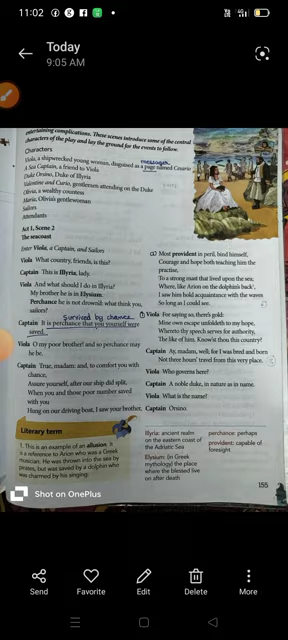 11:02
Today
9:05 AM
entertaining complications. These scenes introduce some of the central
characters of the play and lay the ground for the events to follow.
Characters
messenger
Viola, a shipwrecked young woman, disguised as a page named Cesario
A Sea Captain, a friend to Viola
Duke Orsino, Duke of Illyria
Valentine and Curio, gentlemen attending on the Duke
Olivia, a wealthy countess
Maria, Olivia's gentlewoman
Sailors
Attendants
Act 1, Scene 2
The seacoast
Enter Viola, a Captain, and Sailors
Viola What country, friends, is this?
Captain This is Illyria, lady.
Viola And what should I do in Illyria?
My brother he is in Elysium.
Perchance he is not drown'd: what think you,
sailors?
survived by chance
Captain It is perchance that you yourself were
saved.
Viola O my poor brother! and so perchance may
he be.
Captain True, madam: and, to comfort you with
chance,
Assure yourself, after our ship did split,
When you and those poor number saved
with you
Hung on our driving boat, I saw your brother,
Most provident in peril, bind himself,
Courage and hope both teaching him the
practise,
To a strong mast that lived upon the sea;
Where, like Arion on the dolphin's back¹,
I saw him hold acquaintance with the waves
So long as I could see.
Viola For saying so, there's gold:
Mine own escape unfoldeth to my hope,
Whereto thy speech serves for authority,
The like of him. Know'st thou this country?
Captain Ay, madam, well; for I was bred and born
Not three hours' travel from this very place.
Viola Who governs here?
Captain A noble duke, in nature as in name.
Viola What is the name?
Captain Orsino.
Literary term
1. This is an example of an allusion. It
is a reference to Arion who was a Greek
musician. He was thrown into the sea by
pirates, but was saved by a dolphin who
was charmed by his singing.
Illyria: ancient realm
on the eastern coast of
the Adriatic Sea
Elysium: (in Greek
mythology) the place
where the blessed live
on after death
perchance: perhaps
provident: capable of
foresight
155
Shot on OnePlus
Send
Favorite
Edit
Delete
More